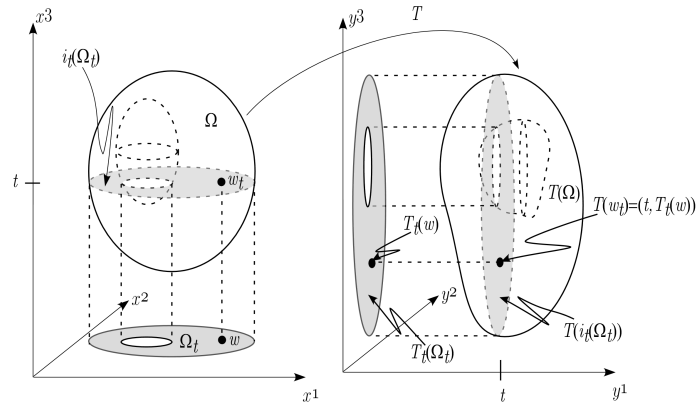 x3
y3
T
i_t(Ω_t)
Ω
t
w_t
T(Ω)
T(w_t)=(t, T_t(w))
T_t(w)
x²
y2
Ω_t
w
T_t(Ω_t)
T(i_t(Ω_t))
x¹
t
y¹